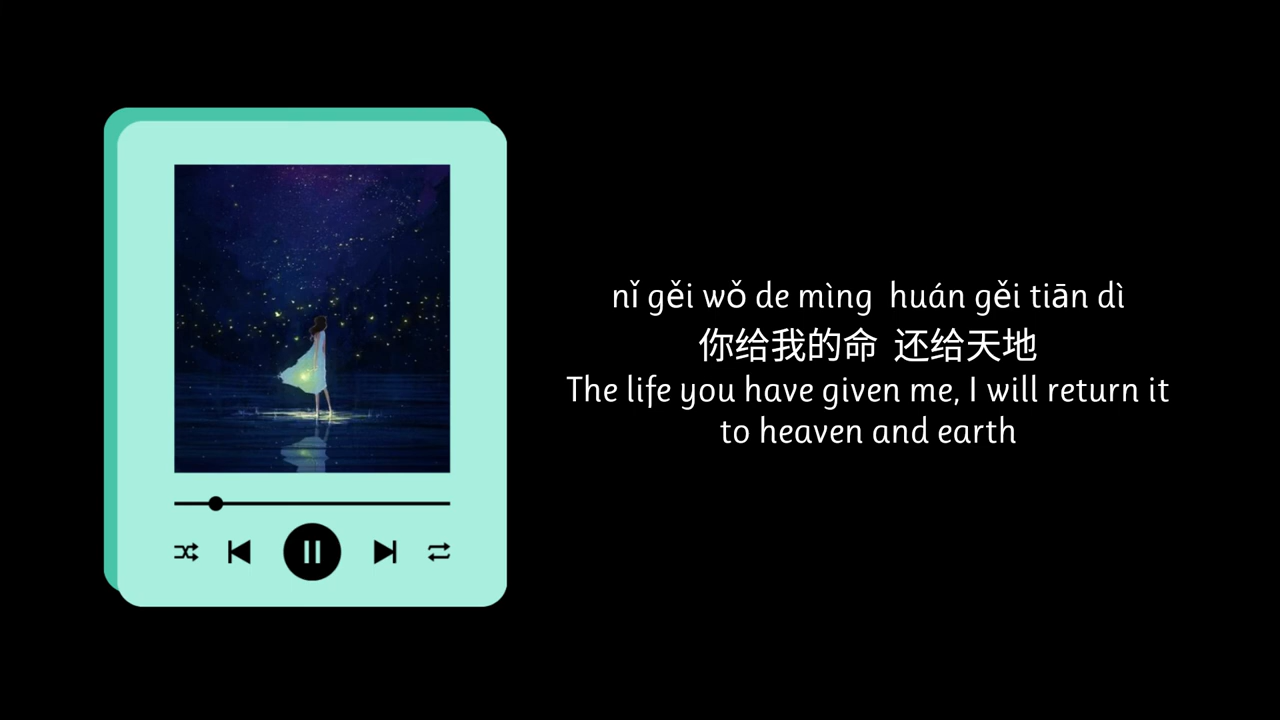 nǐ gěi wǒ de mìng  huán gěi tiān dì
你给我的命  还给天地
The life you have given me, I will return it
to heaven and earth